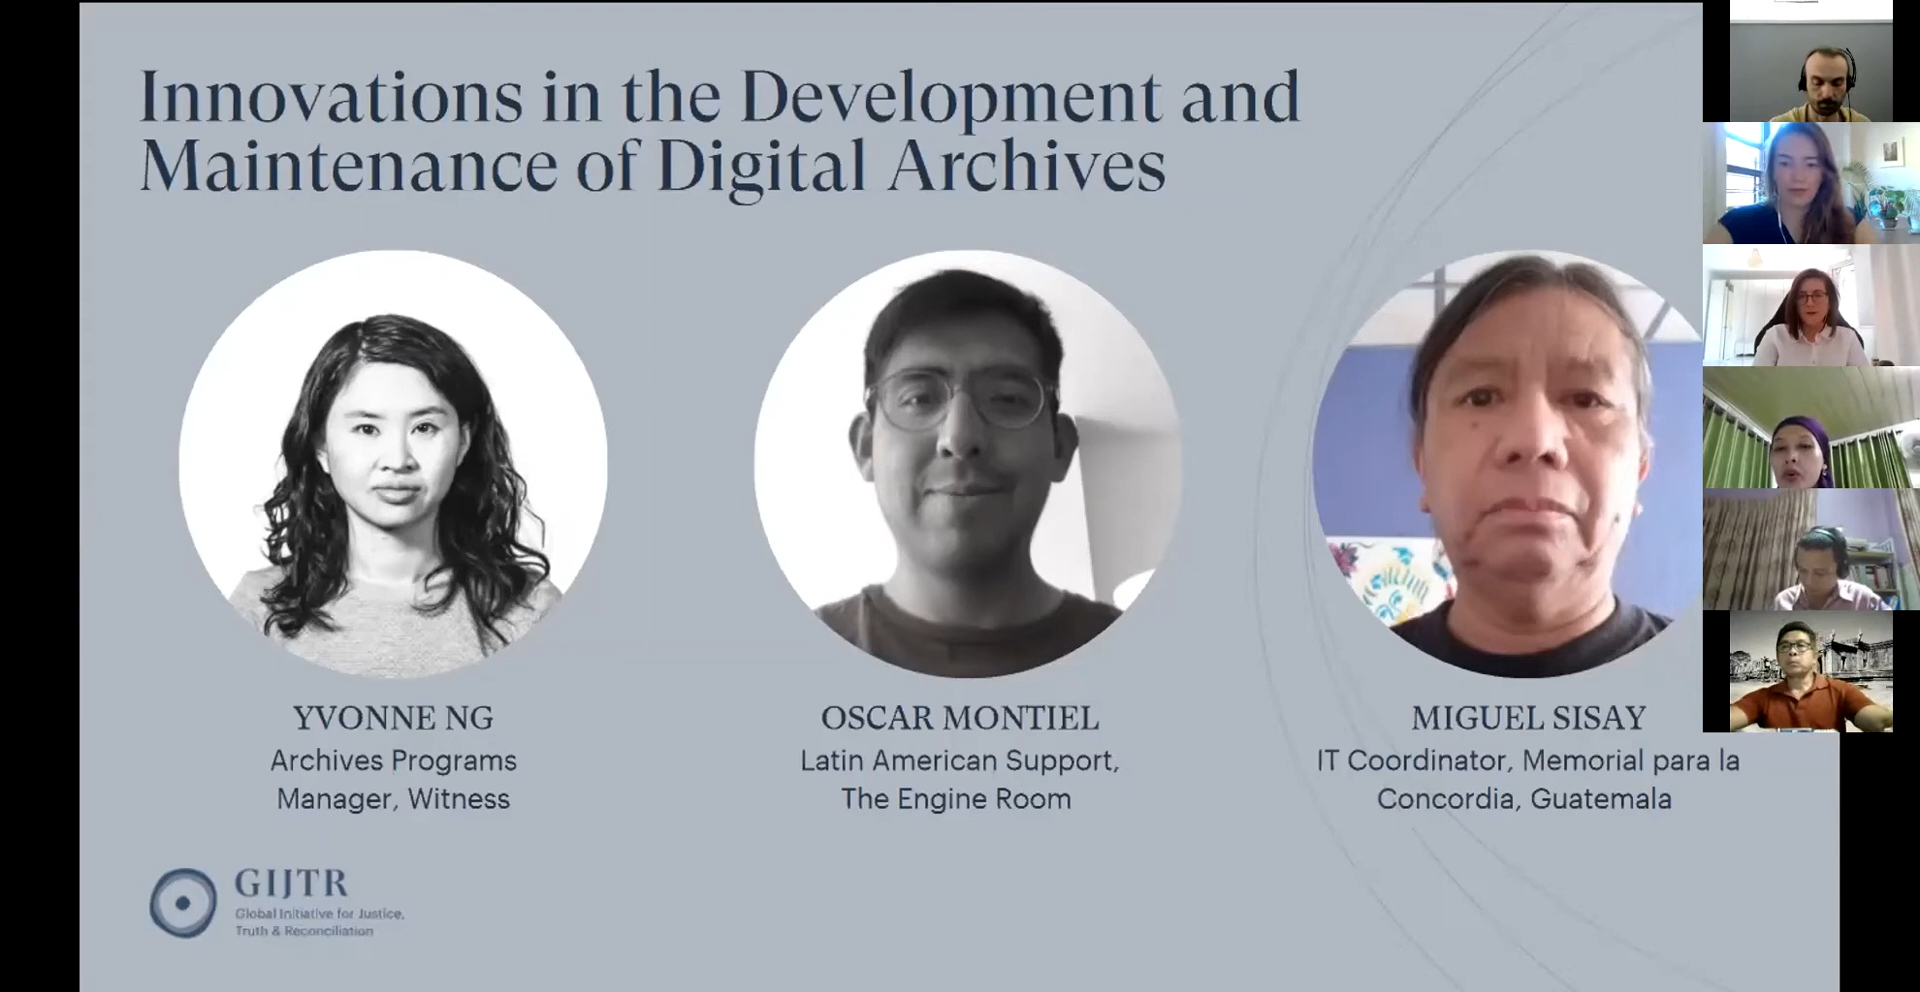 Innovations in the Development and
Maintenance of Digital Archives
YVONNE NG
Archives Programs
Manager, Witness
OSCAR MONTIEL
Latin American Support,
The Engine Room
MIGUEL SISAY
IT Coordinator, Memorial para la
Concordia, Guatemala
GIJTR
Global Initiative for Justice,
Truth & Reconciliation